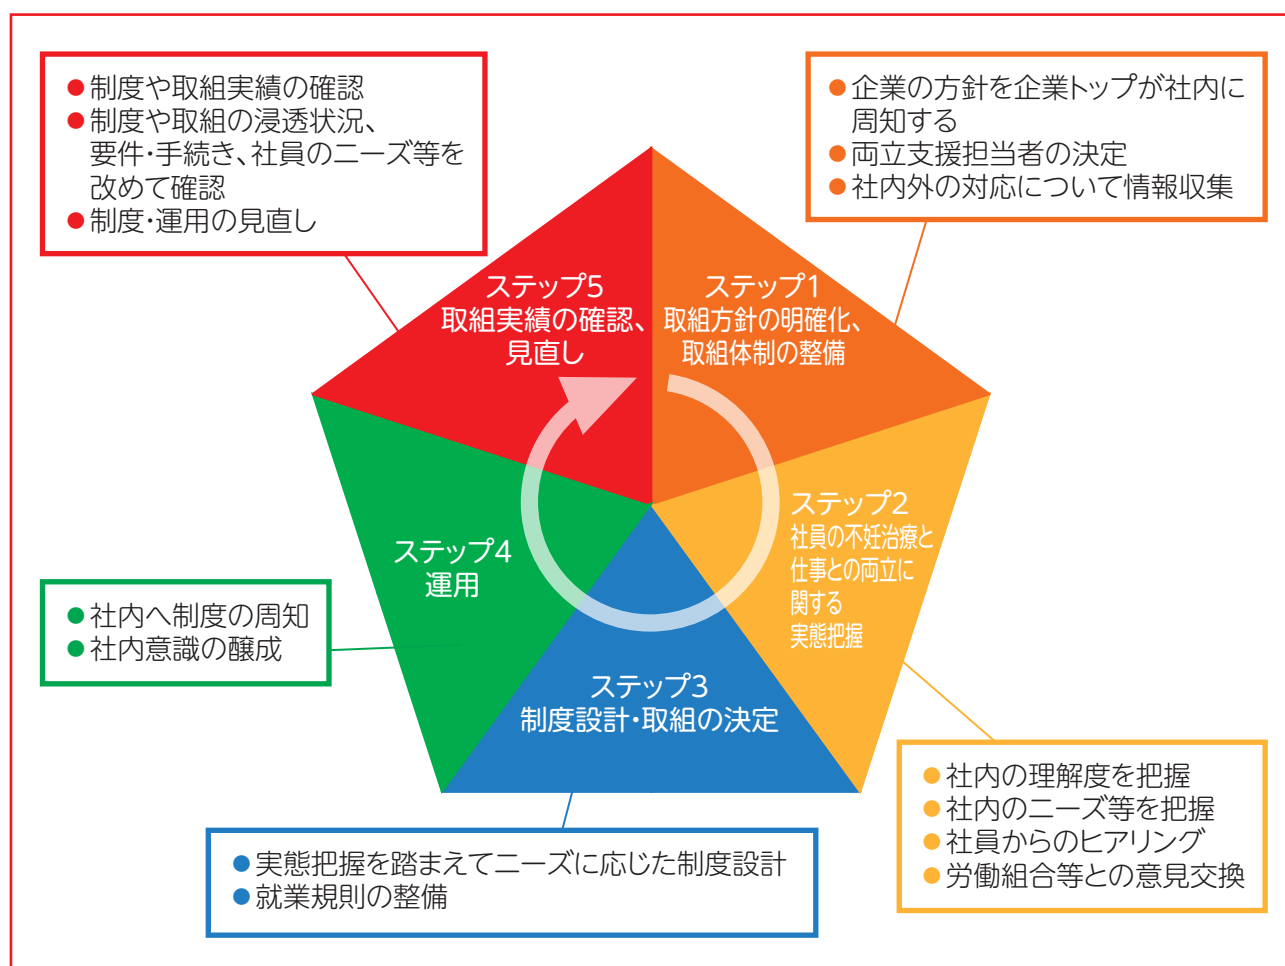 ●制度や取組実績の確認
●制度や取組の浸透状況、
要件・手続き、社員のニーズ等を
改めて確認
●制度・運用の見直し
●企業の方針を企業トップが社内に
周知する
●両立支援担当者の決定
●社内外の対応について情報収集
ステップ5
取組実績の確認、
見直し
ステップ1
取組方針の明確化、
取組体制の整備
ステップ2
社員の不妊治療と
仕事との両立に
関する
実態把握
ステップ4
運用
●社内へ制度の周知
●社内意識の醸成
ステップ3
制度設計・取組の決定
●社内の理解度を把握
●社内のニーズ等を把握
●社員からのヒアリング
●労働組合等との意見交換
●実態把握を踏まえてニーズに応じた制度設計
●就業規則の整備